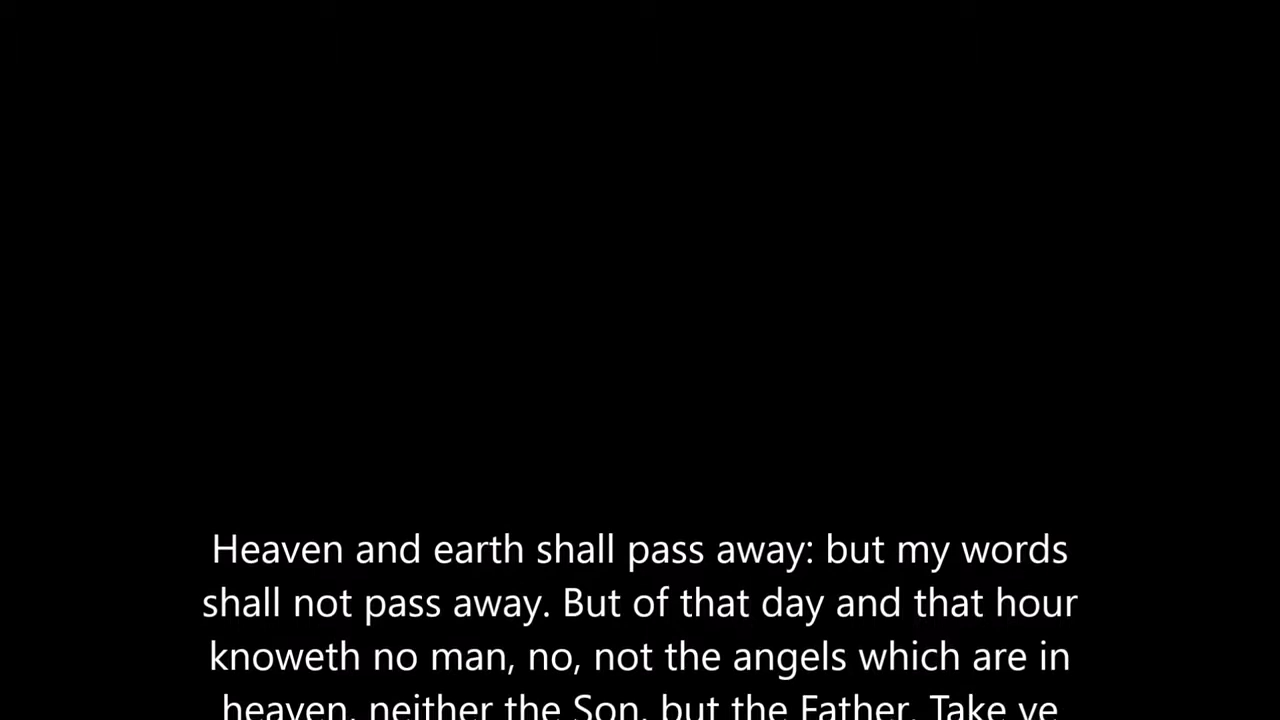 Heaven and earth shall pass away: but my words
shall not pass away. But of that day and that hour
knoweth no man, no, not the angels which are in
heaven, neither the Son, but the Father. Take ye